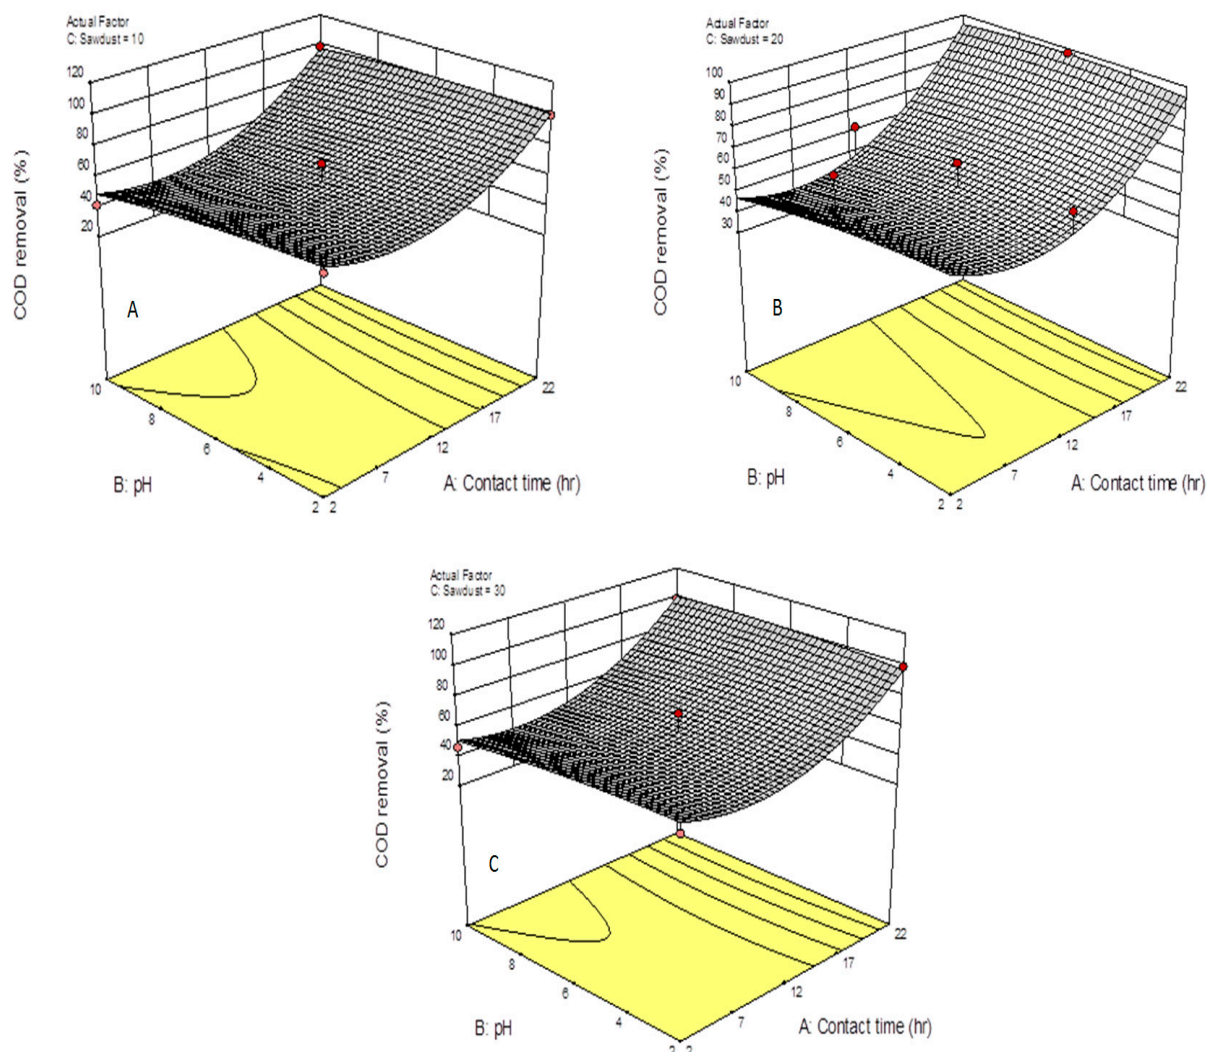 Actual Factor
C: Sawdust = 10
120
100
80
60
40
20
COD removal (%)
A
10
8
6
4
2
2
7
12
17
22
B: pH
A: Contact time (hr)
Actual Factor
C: Sawdust = 20
100
90
80
70
60
50
40
30
COD removal (%)
B
10
8
6
4
2
2
7
12
17
22
B: pH
A: Contact time (hr)
Actual Factor
C: Sawdust = 30
120
100
80
60
40
20
COD removal (%)
C
10
8
6
4
2
2
7
12
17
22
B: pH
A: Contact time (hr)